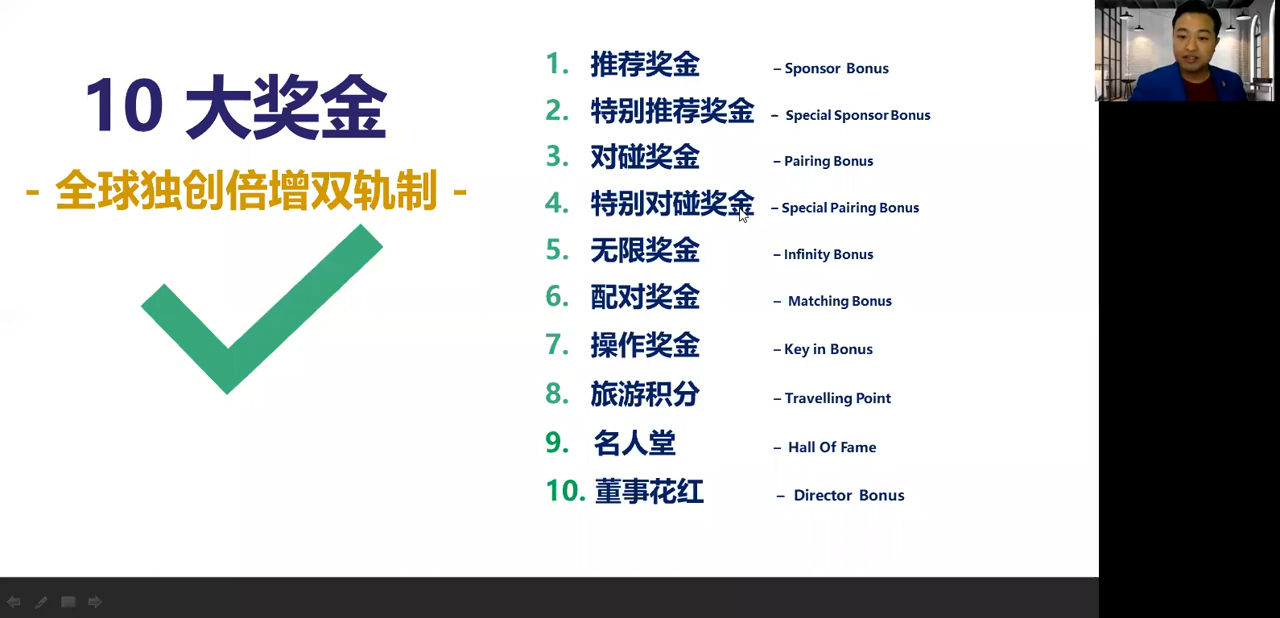 10 大奖金
- 全球独创倍增双轨制 -
1. 推荐奖金 – Sponsor Bonus
2. 特别推荐奖金 – Special Sponsor Bonus
3. 对碰奖金 – Pairing Bonus
4. 特别对碰奖金 – Special Pairing Bonus
5. 无限奖金 – Infinity Bonus
6. 配对奖金 – Matching Bonus
7. 操作奖金 – Key in Bonus
8. 旅游积分 – Travelling Point
9. 名人堂 – Hall Of Fame
10. 董事花红 – Director Bonus